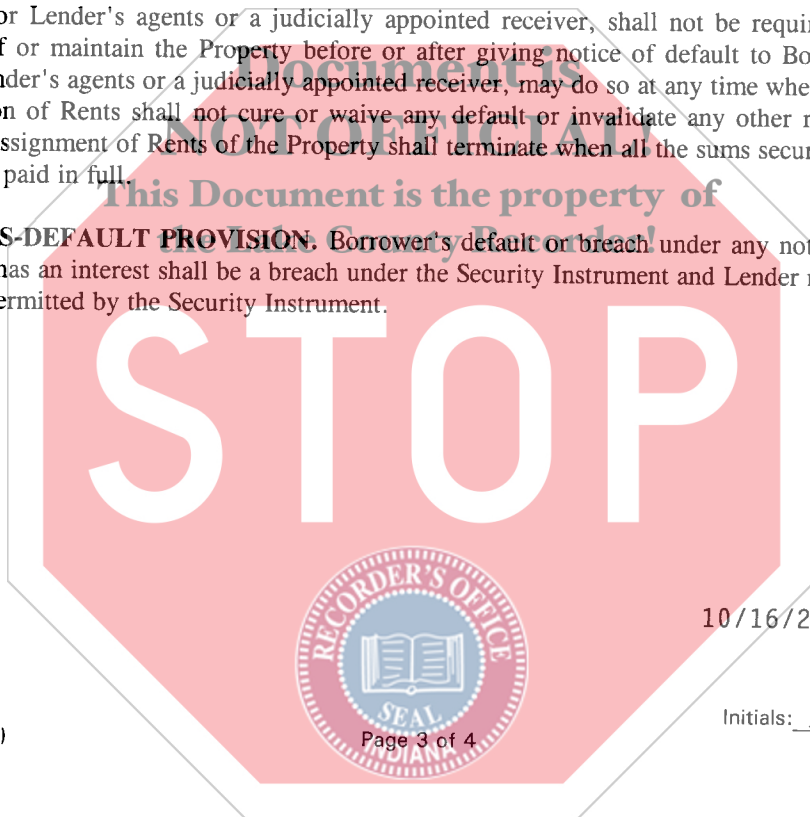 or Lender's agents or a judicially appointed receiver, shall not be requi
f or maintain the Property before or after giving notice of default to Bo
nder's agents or a judicially appointed receiver, may do so at any time whe
Document is
on of Rents shall not cure or waive any default or invalidate any other r
NOT OFFICIAL!
ssignment of Rents of the Property shall terminate when all the sums secur
paid in full.
This Document is the property of
the Lake County Recorder!
S-DEFAULT PROVISION. Borrower's default or breach under any not
has an interest shall be a breach under the Security Instrument and Lender
ermitted by the Security Instrument.
STOP
RECORDER'S OFFICE
10/16/2
SEAL
INDIANA
Initials:
)
Page 3 of 4